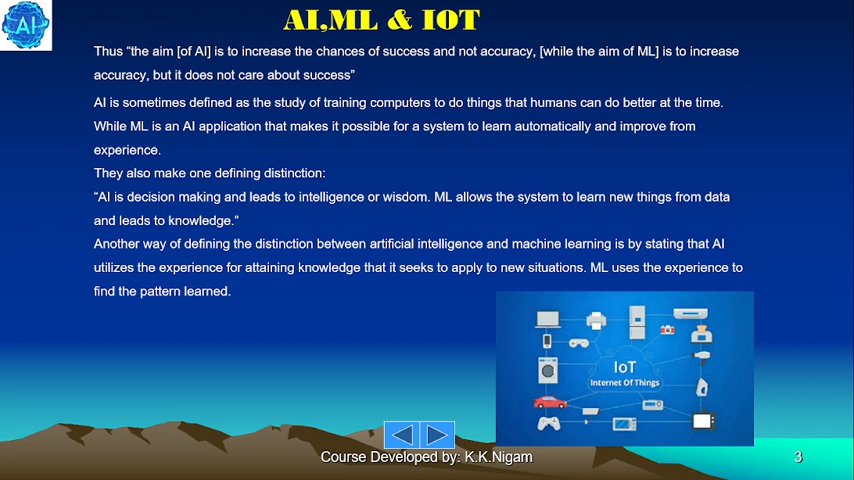 AI
AI,ML & IOT
Thus “the aim [of AI] is to increase the chances of success and not accuracy, [while the aim of ML] is to increase
accuracy, but it does not care about success”
AI is sometimes defined as the study of training computers to do things that humans can do better at the time.
While ML is an AI application that makes it possible for a system to learn automatically and improve from
experience.
They also make one defining distinction:
“AI is decision making and leads to intelligence or wisdom. ML allows the system to learn new things from data
and leads to knowledge.”
Another way of defining the distinction between artificial intelligence and machine learning is by stating that AI
utilizes the experience for attaining knowledge that it seeks to apply to new situations. ML uses the experience to
find the pattern learned.
IoT
Internet Of Things
Course Developed by: K.K.Nigam
3